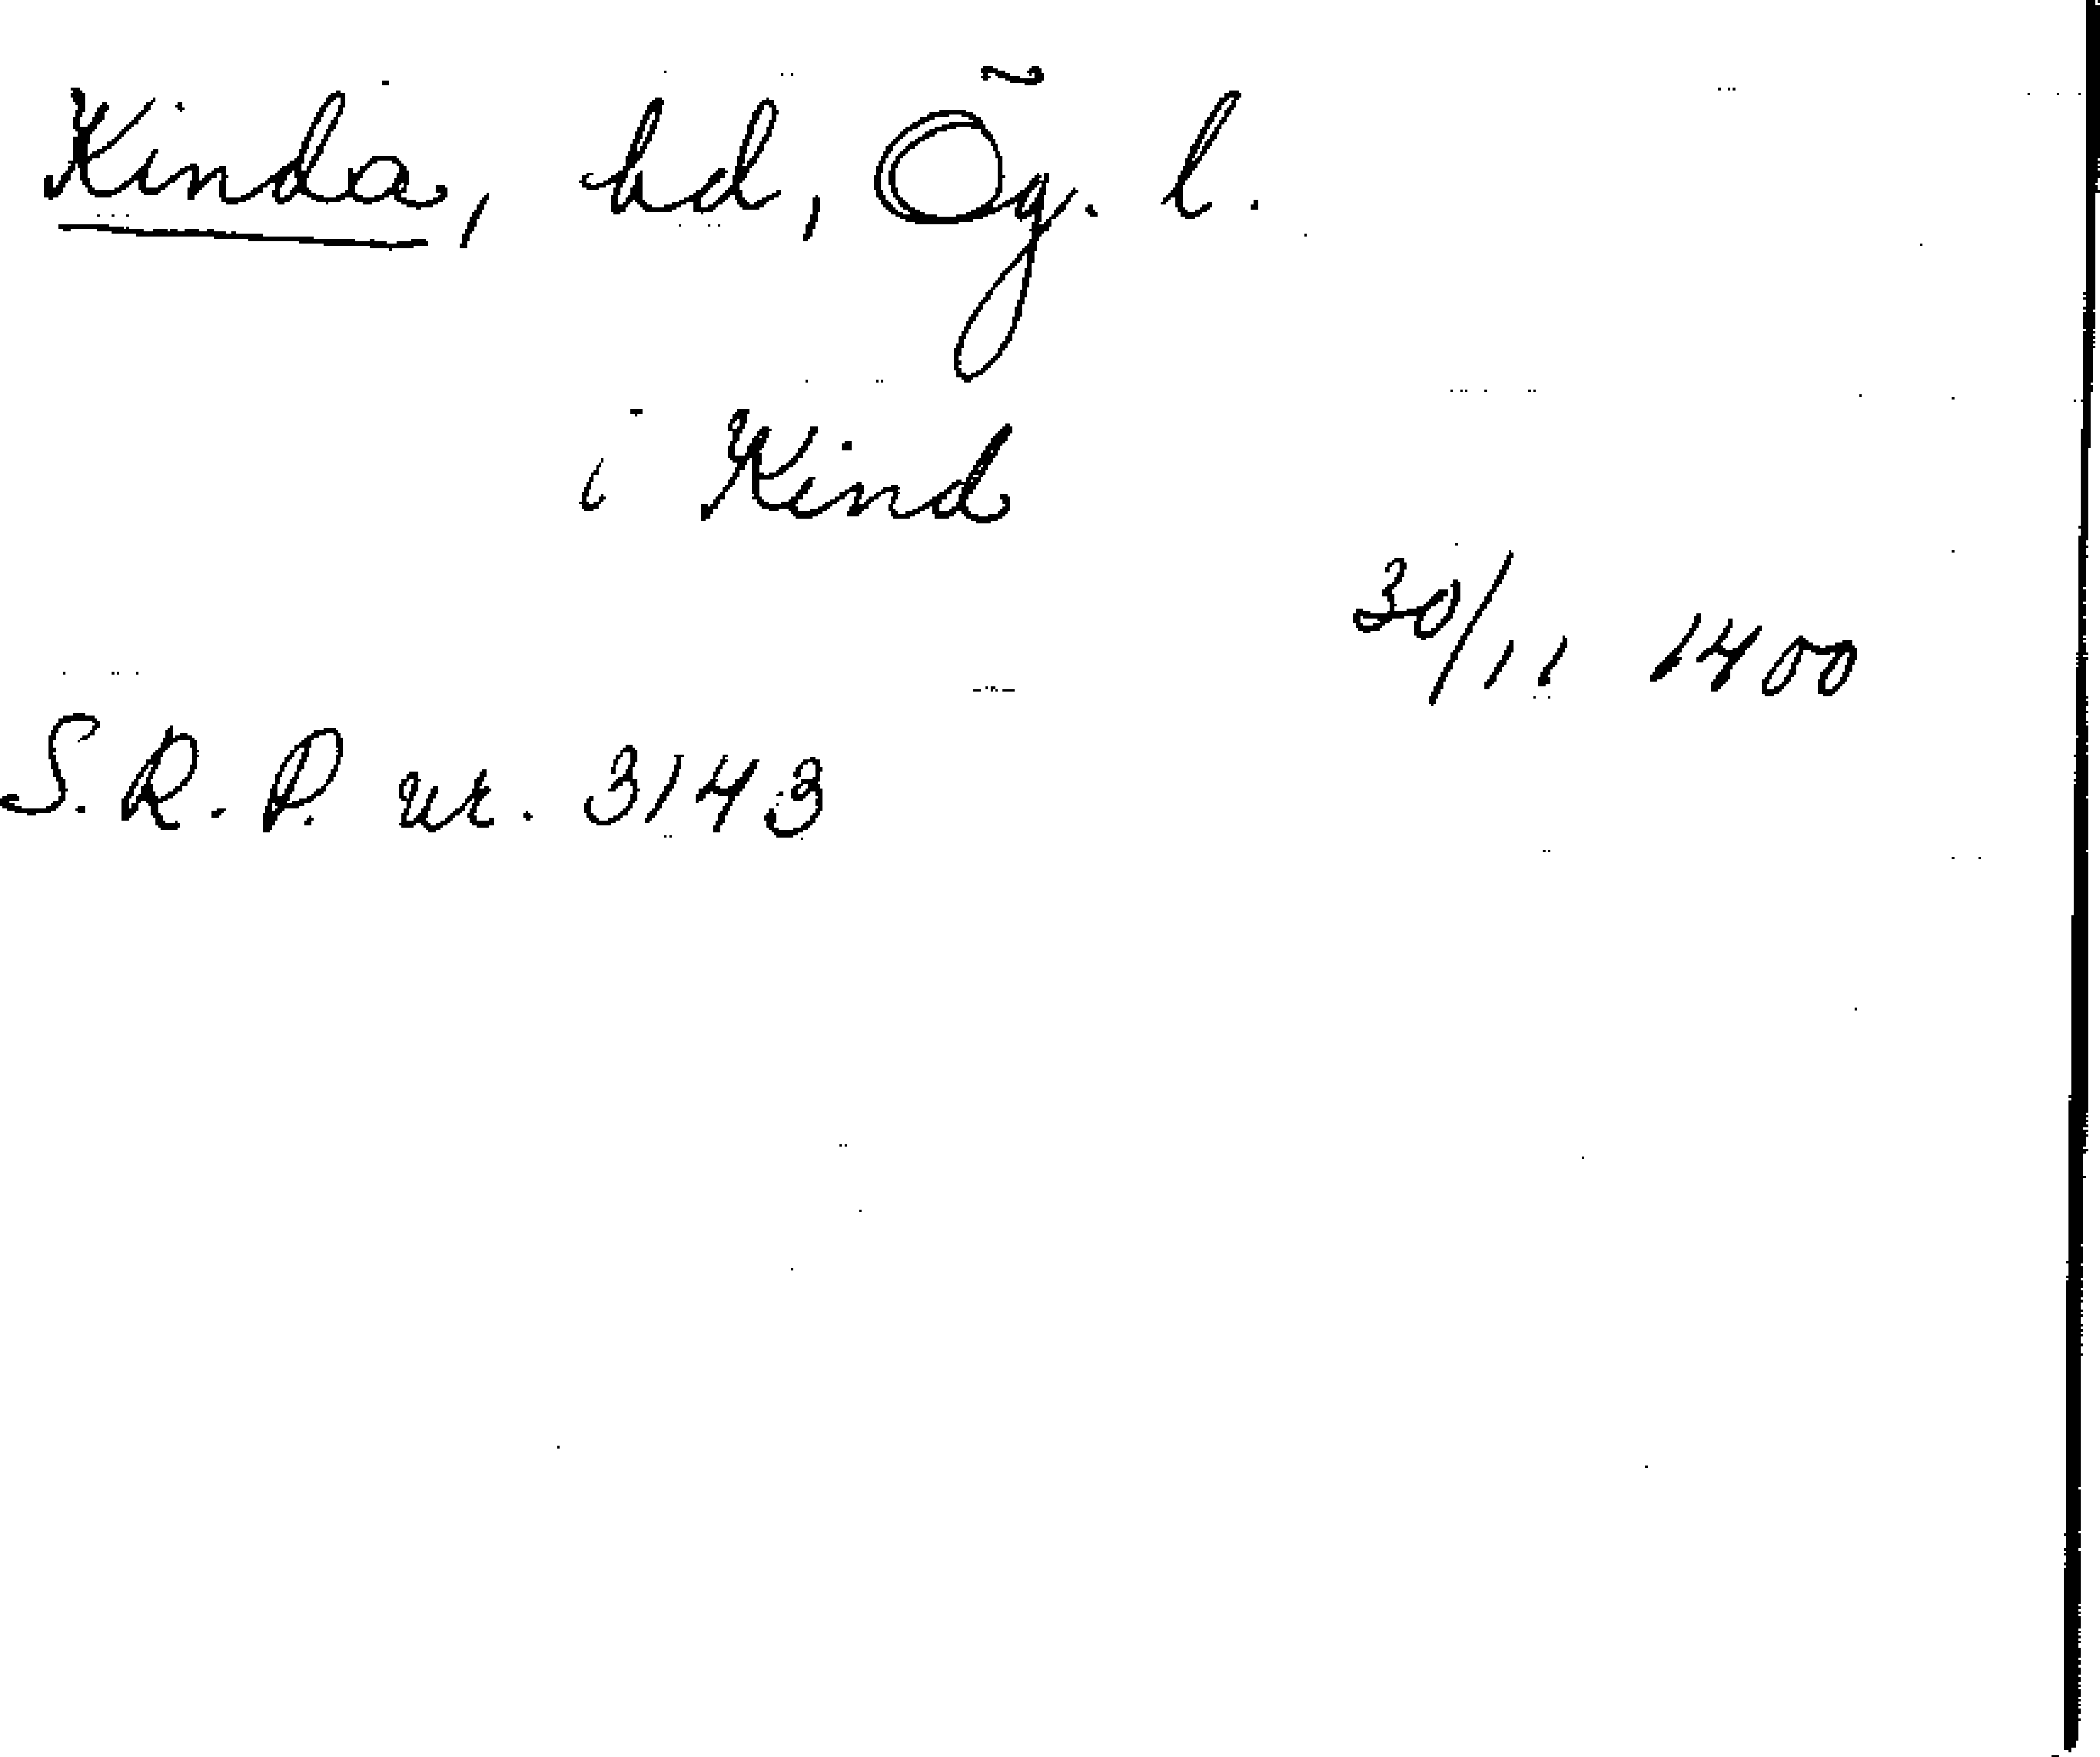 Kinda, hd, Ög. l.
i Kind
30/11 1400
S. R. P. nr. 3143